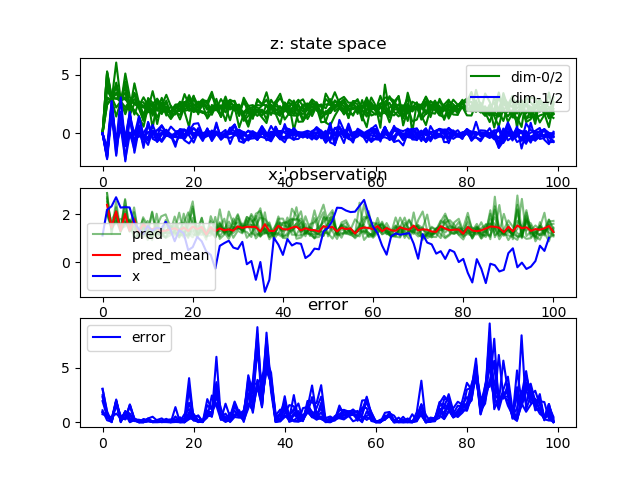 z: state space
5
0
dim-0/2
dim-1/2
0 20 40 60 80 100
x: observation
2
0
pred
pred_mean
x
0 20 40 60 80 100
error
5
0
error
0 20 40 60 80 100